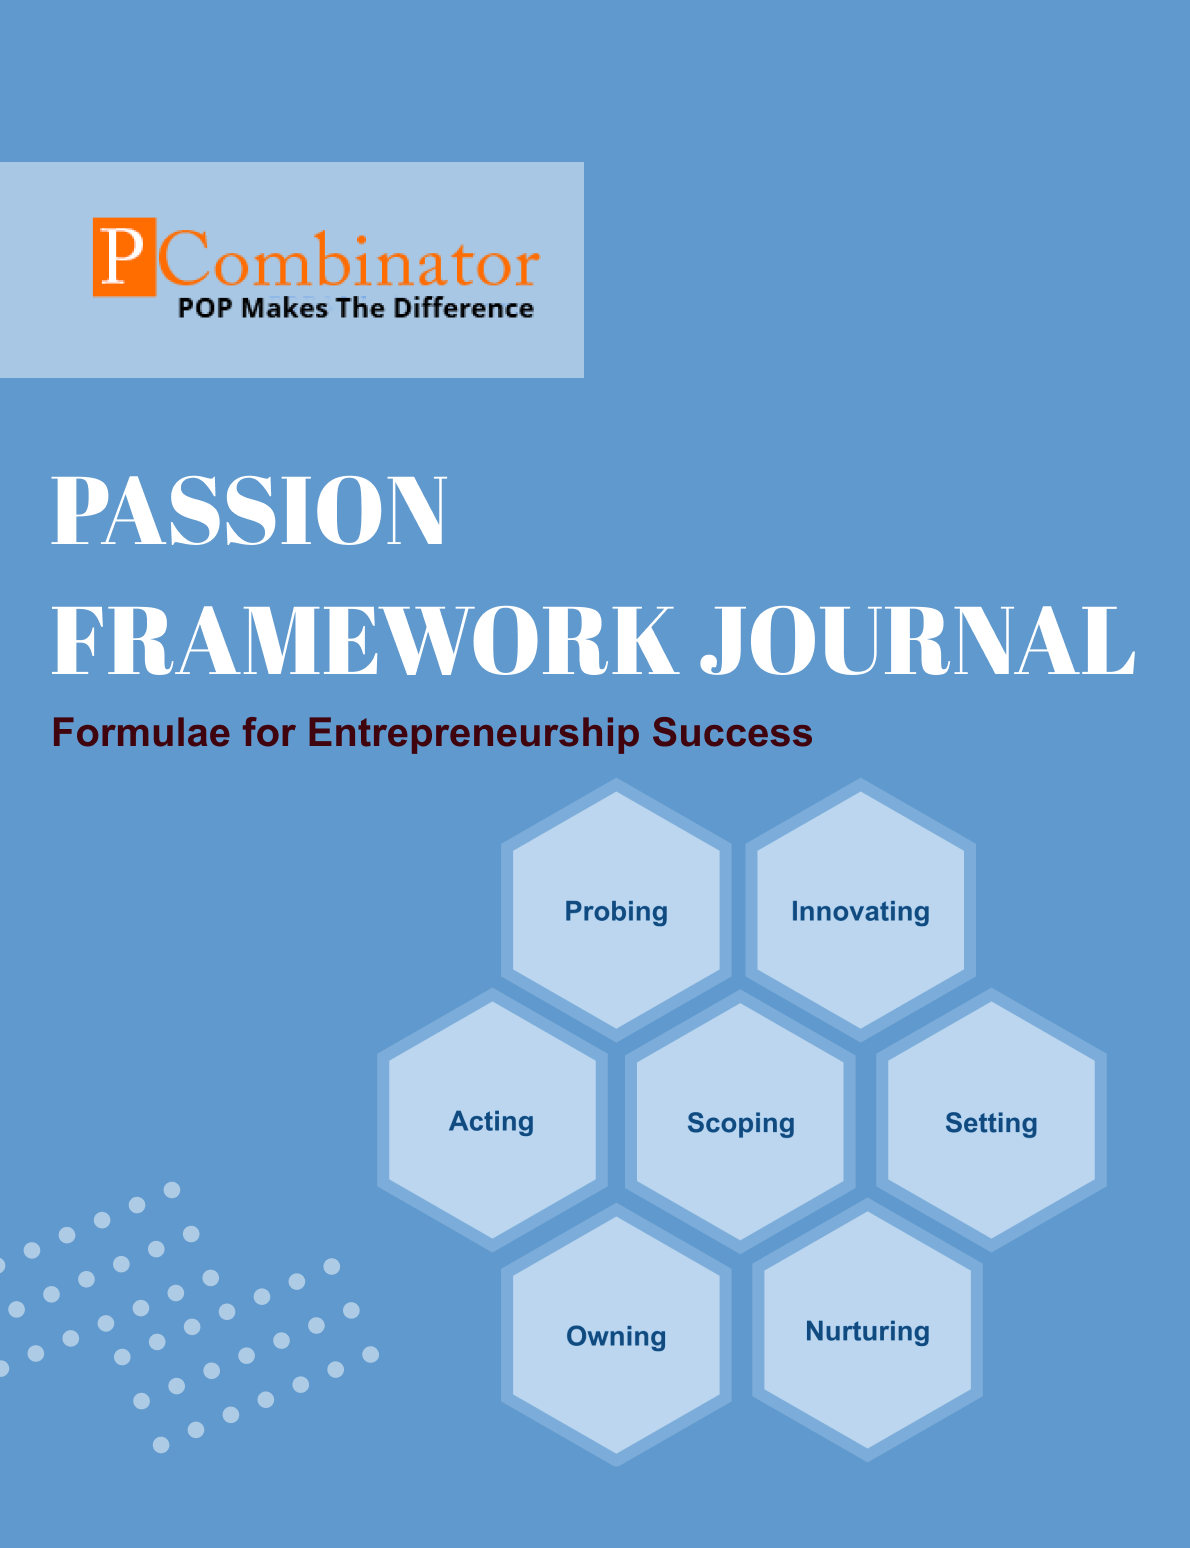 PCombinator
POP Makes The Difference
PASSION
FRAMEWORK JOURNAL
Formulae for Entrepreneurship Success
Probing
Innovating
Acting
Scoping
Setting
Owning
Nurturing